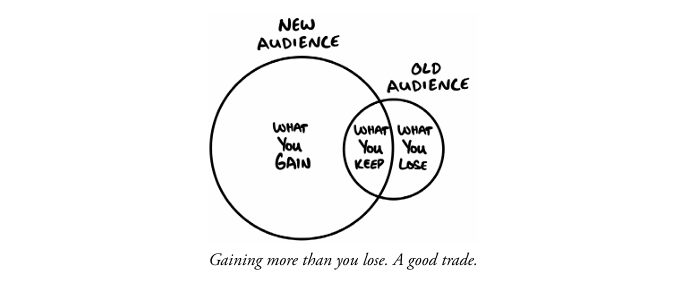 NEW
AUDIENCE
OLD
AUDIENCE
WHAT
YOU
GAIN
WHAT
YOU
KEEP
WHAT
YOU
LOSE
Gaining more than you lose. A good trade.